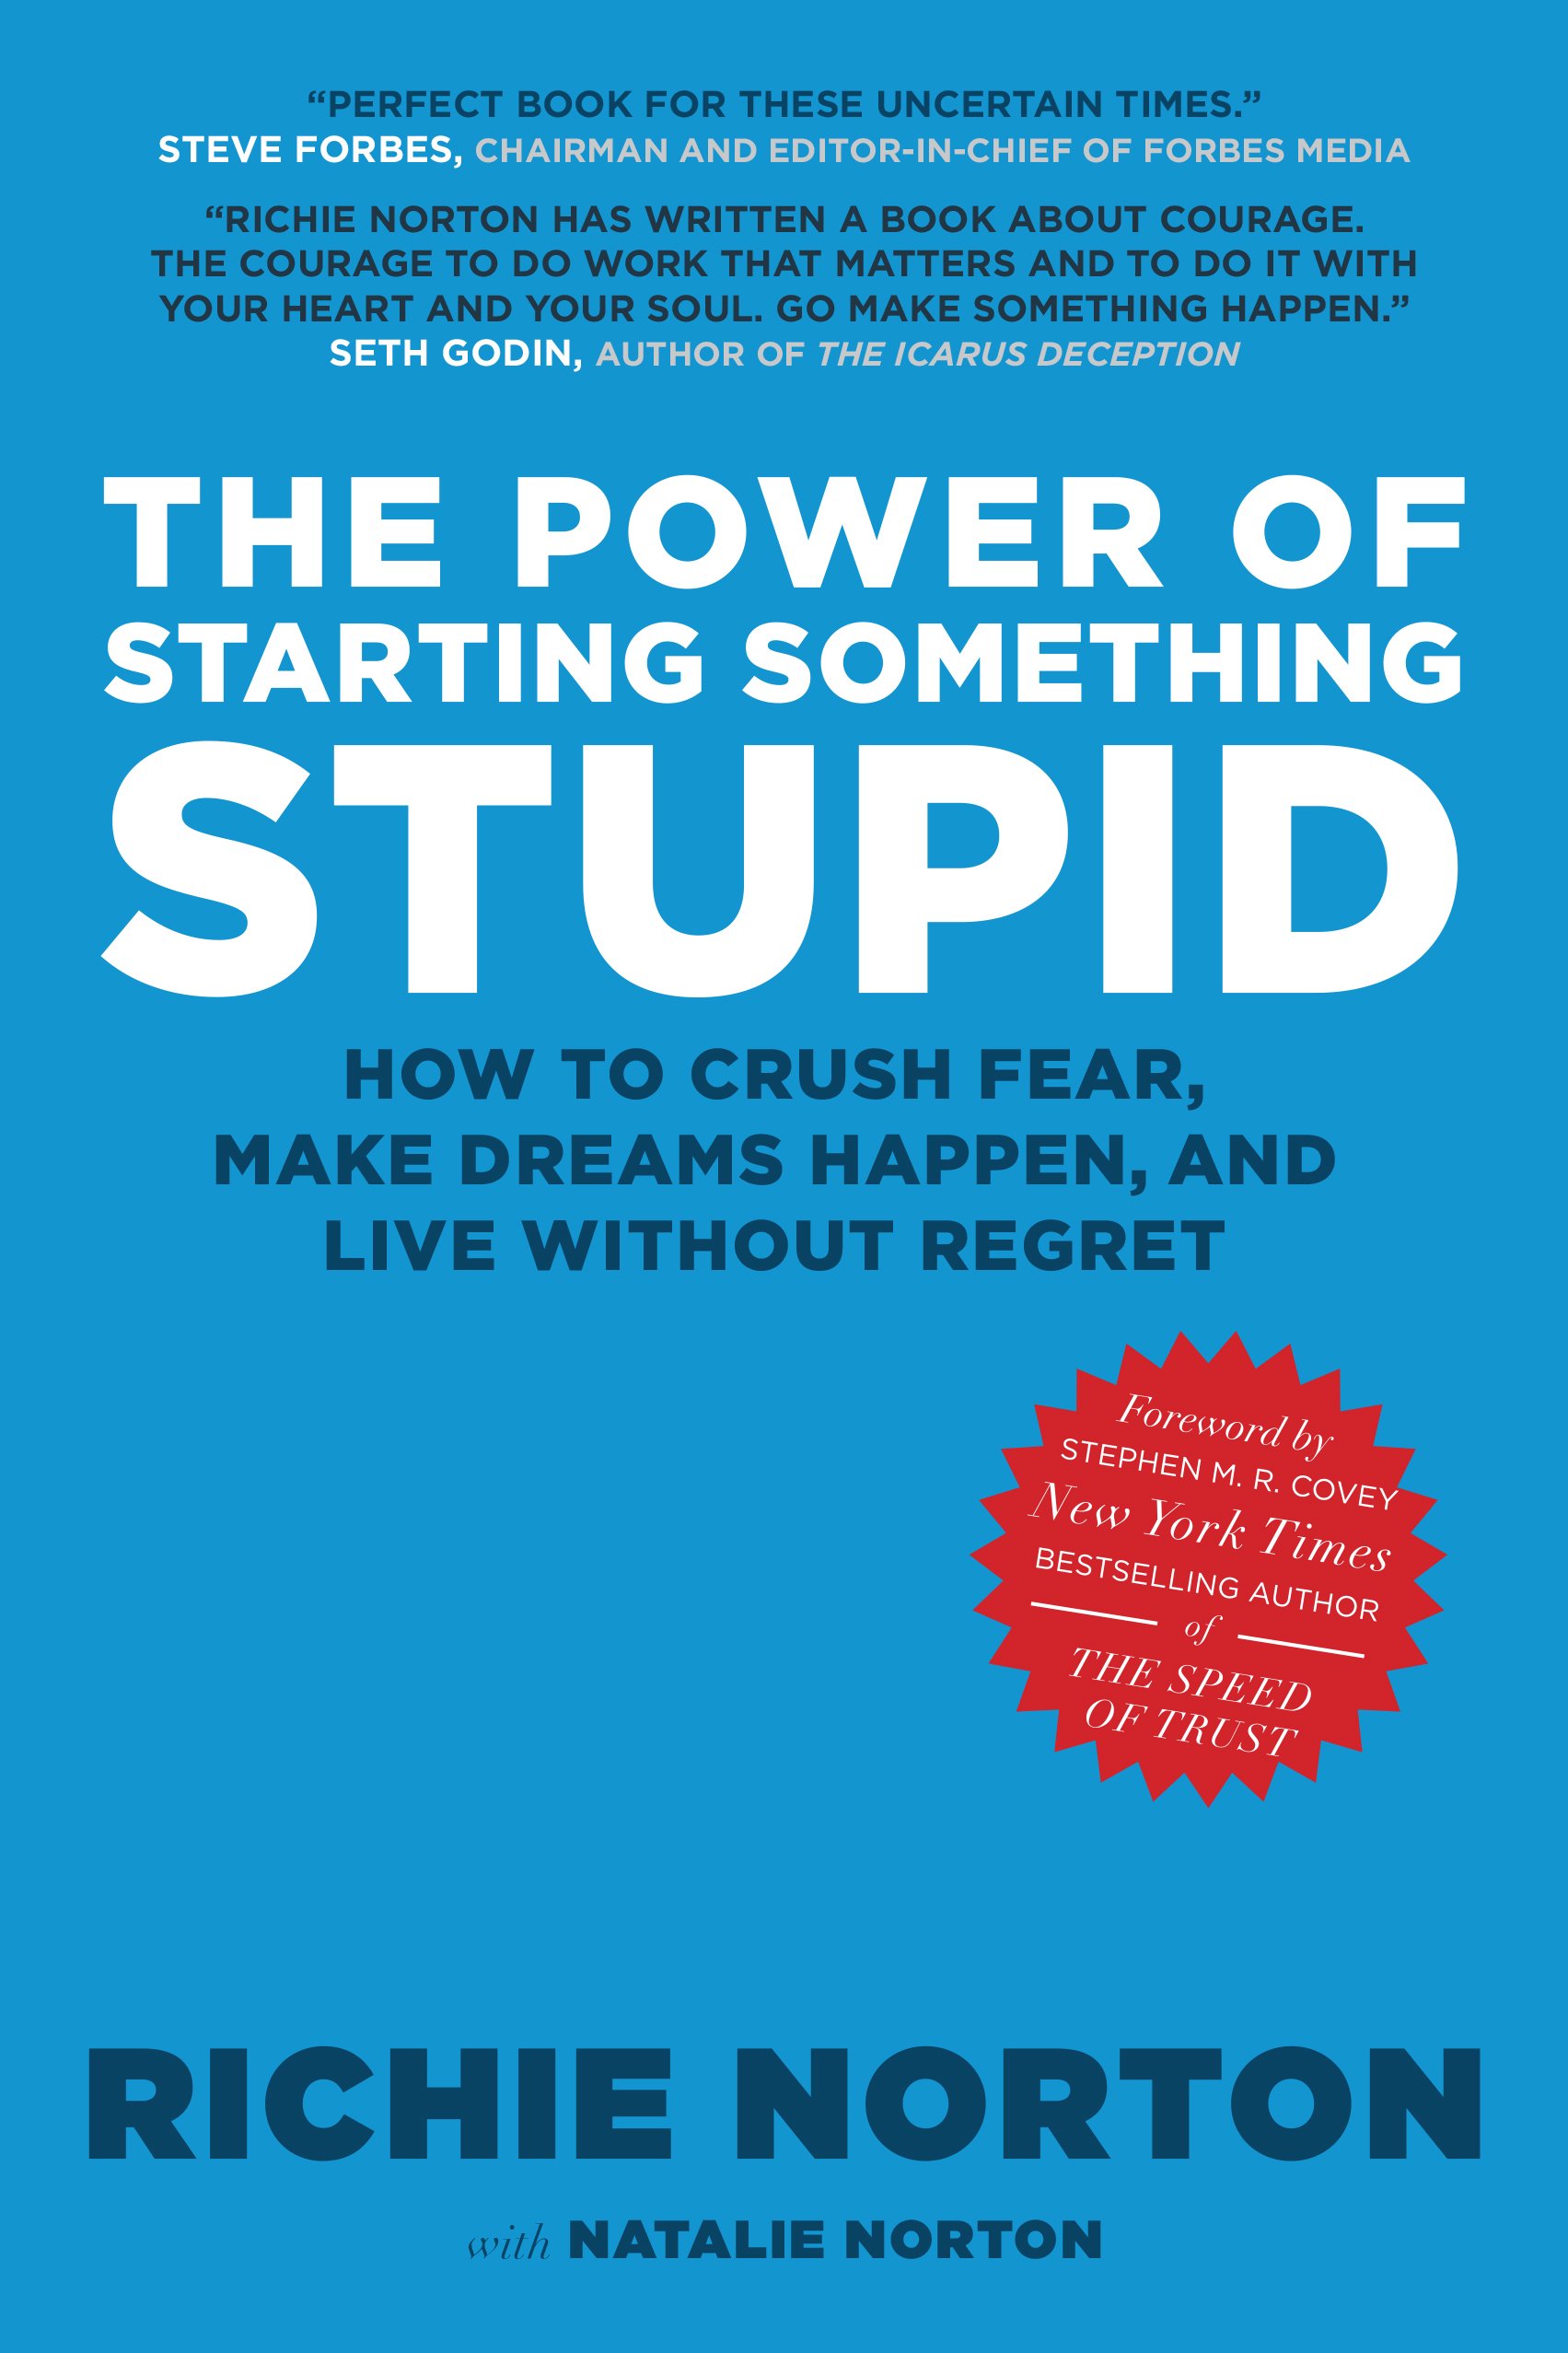 “PERFECT BOOK FOR THESE UNCERTAIN TIMES.”
STEVE FORBES, CHAIRMAN AND EDITOR-IN-CHIEF OF FORBES MEDIA
“RICHIE NORTON HAS WRITTEN A BOOK ABOUT COURAGE.
THE COURAGE TO DO WORK THAT MATTERS AND TO DO IT WITH
YOUR HEART AND YOUR SOUL. GO MAKE SOMETHING HAPPEN.”
SETH GODIN, AUTHOR OF THE ICARUS DECEPTION
THE POWER OF
STARTING SOMETHING
STUPID
HOW TO CRUSH FEAR,
MAKE DREAMS HAPPEN, AND
LIVE WITHOUT REGRET
Foreword by
STEPHEN M. R. COVEY
New York Times
BESTSELLING AUTHOR
of
THE SPEED
OF TRUST
RICHIE NORTON
with NATALIE NORTON